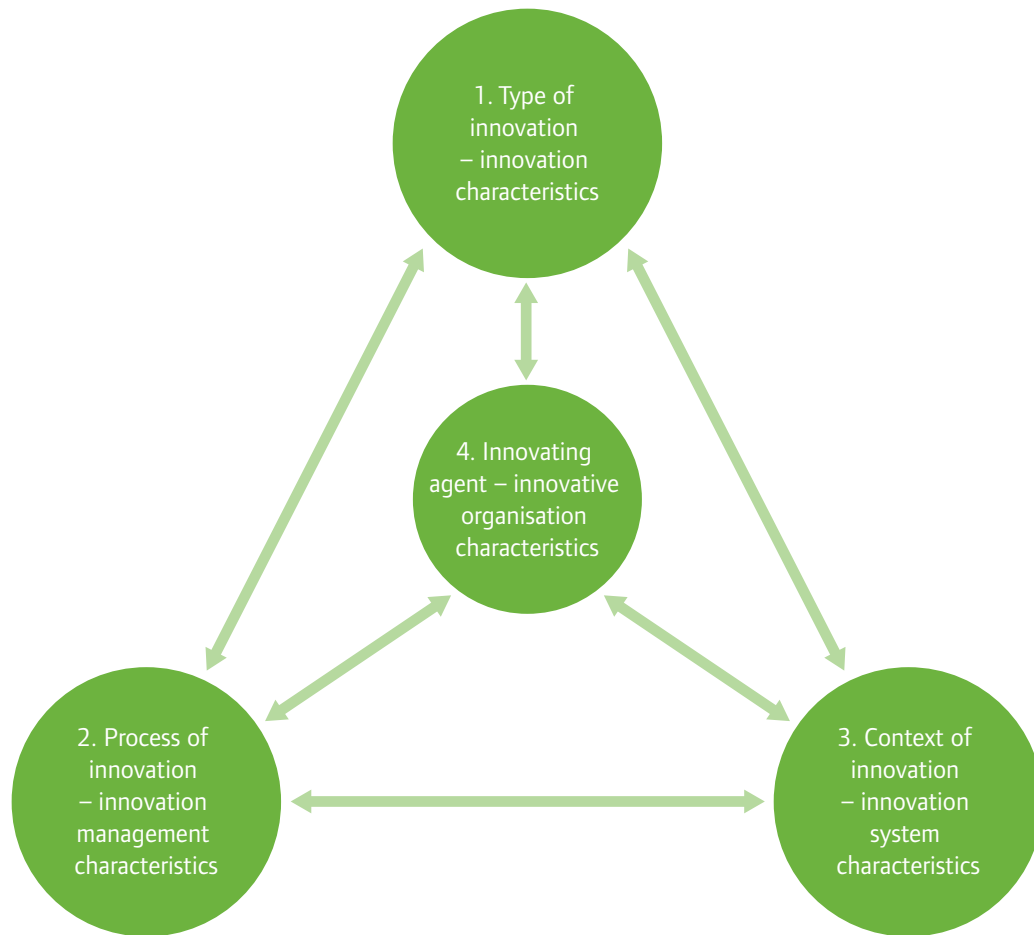 1. Type of
innovation
– innovation
characteristics
4. Innovating
agent – innovative
organisation
characteristics
2. Process of
innovation
– innovation
management
characteristics
3. Context of
innovation
– innovation
system
characteristics